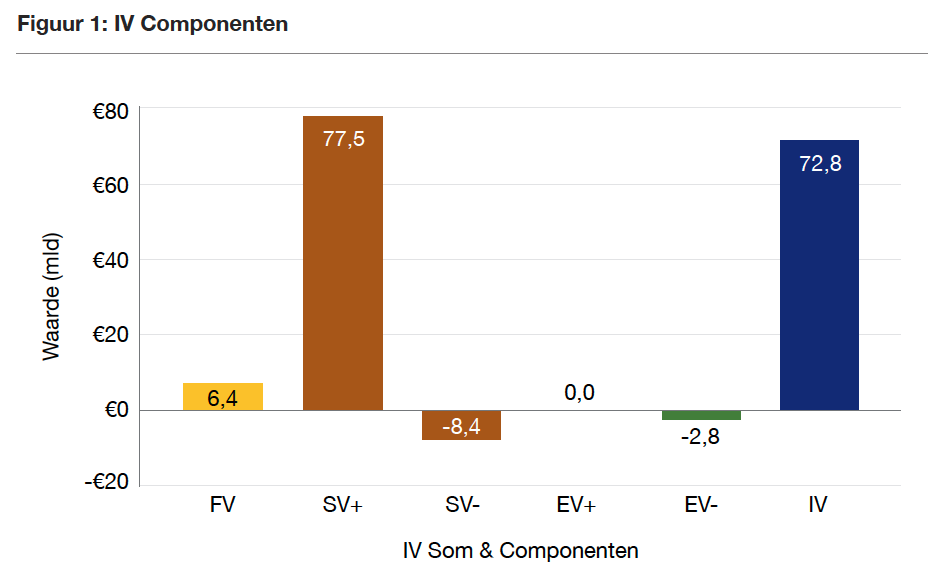 Figuur 1: IV Componenten
€80
€60
€40
€20
€0
-€20
Waarde (mld)
6,4
77,5
-8,4
0,0
-2,8
72,8
FV
SV+
SV-
EV+
EV-
IV
IV Som & Componenten